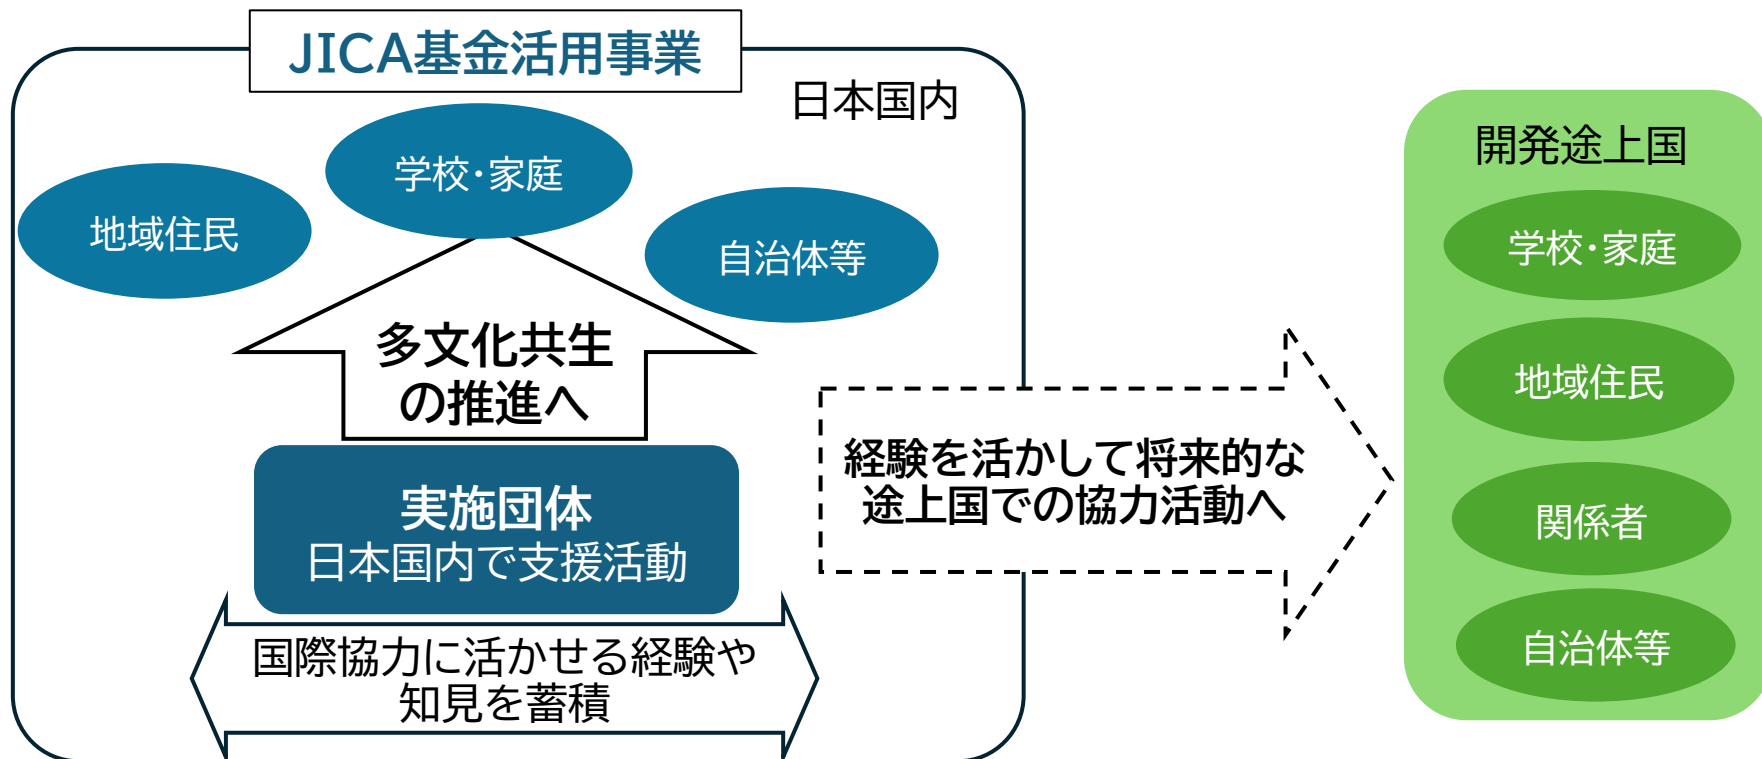 JICA基金活用事業
日本国内
学校・家庭
地域住民
自治体等
多文化共生
の推進へ
実施団体
日本国内で支援活動
国際協力に活かせる経験や
知見を蓄積
経験を活かして将来的な
途上国での協力活動へ
開発途上国
学校・家庭
地域住民
関係者
自治体等